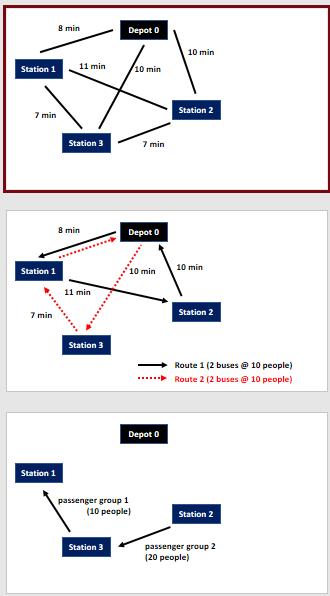 8 min
Depot 0
10 min
Station 1
11 min
10 min
Station 2
7 min
Station 3
7 min
8 min
Depot 0
Station 1
10 min
10 min
11 min
Station 2
7 min
Station 3
Route 1 (2 buses @ 10 people)
Route 2 (2 buses @ 10 people)
Depot 0
Station 1
passenger group 1
(10 people)
Station 2
Station 3
passenger group 2
(20 people)